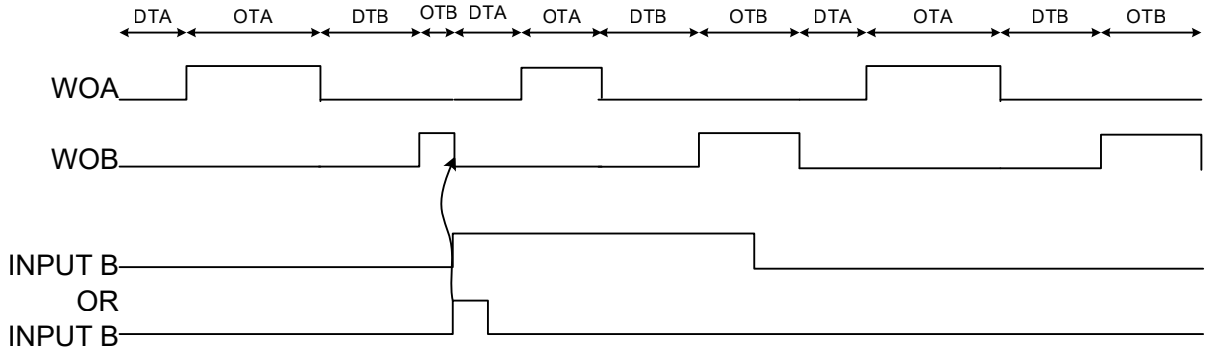 DTA OTA DTB OTB DTA OTA DTB OTB DTA OTA DTB OTB
WOA
WOB
INPUT B
OR
INPUT B